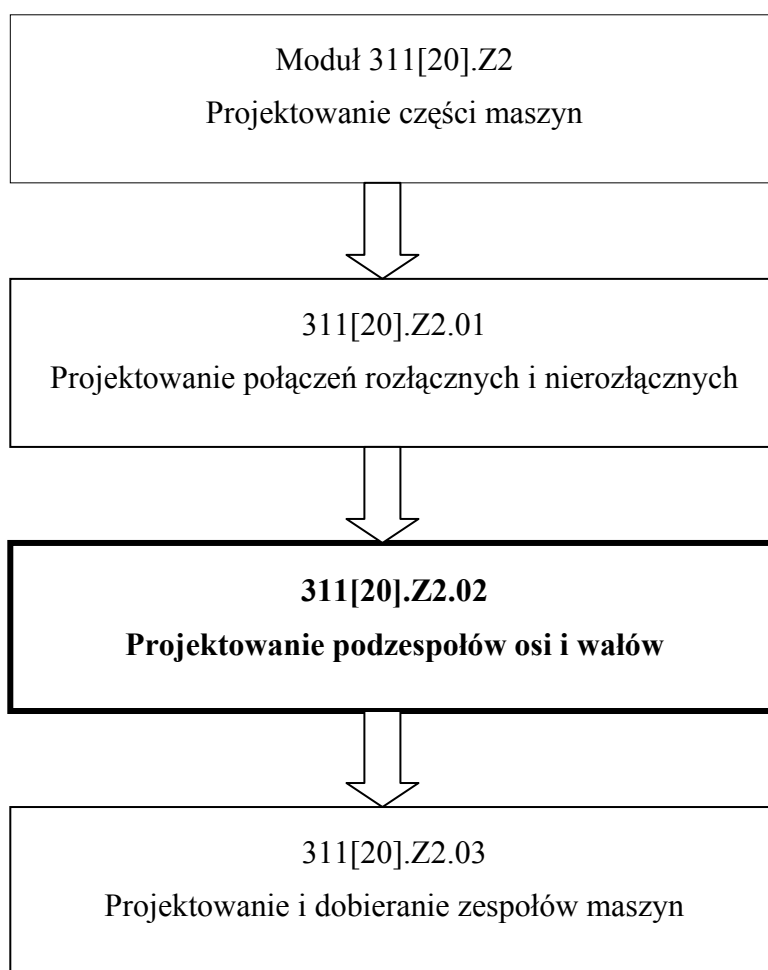 Moduł 311[20].Z2
Projektowanie części maszyn
311[20].Z2.01
Projektowanie połączeń rozłącznych i nierozłącznych
311[20].Z2.02
Projektowanie podzespołów osi i wałów
311[20].Z2.03
Projektowanie i dobieranie zespołów maszyn